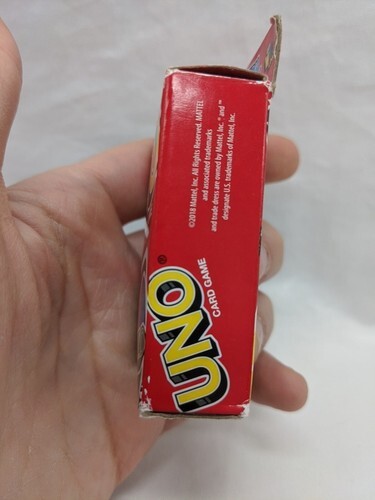 ©2018 Mattel, Inc. All Rights Reserved. MATTEL
and associated trademarks
and trade dress are owned by Mattel, Inc. ® and ™
designate U.S. trademarks of Mattel, Inc.
UNO®
CARD GAME